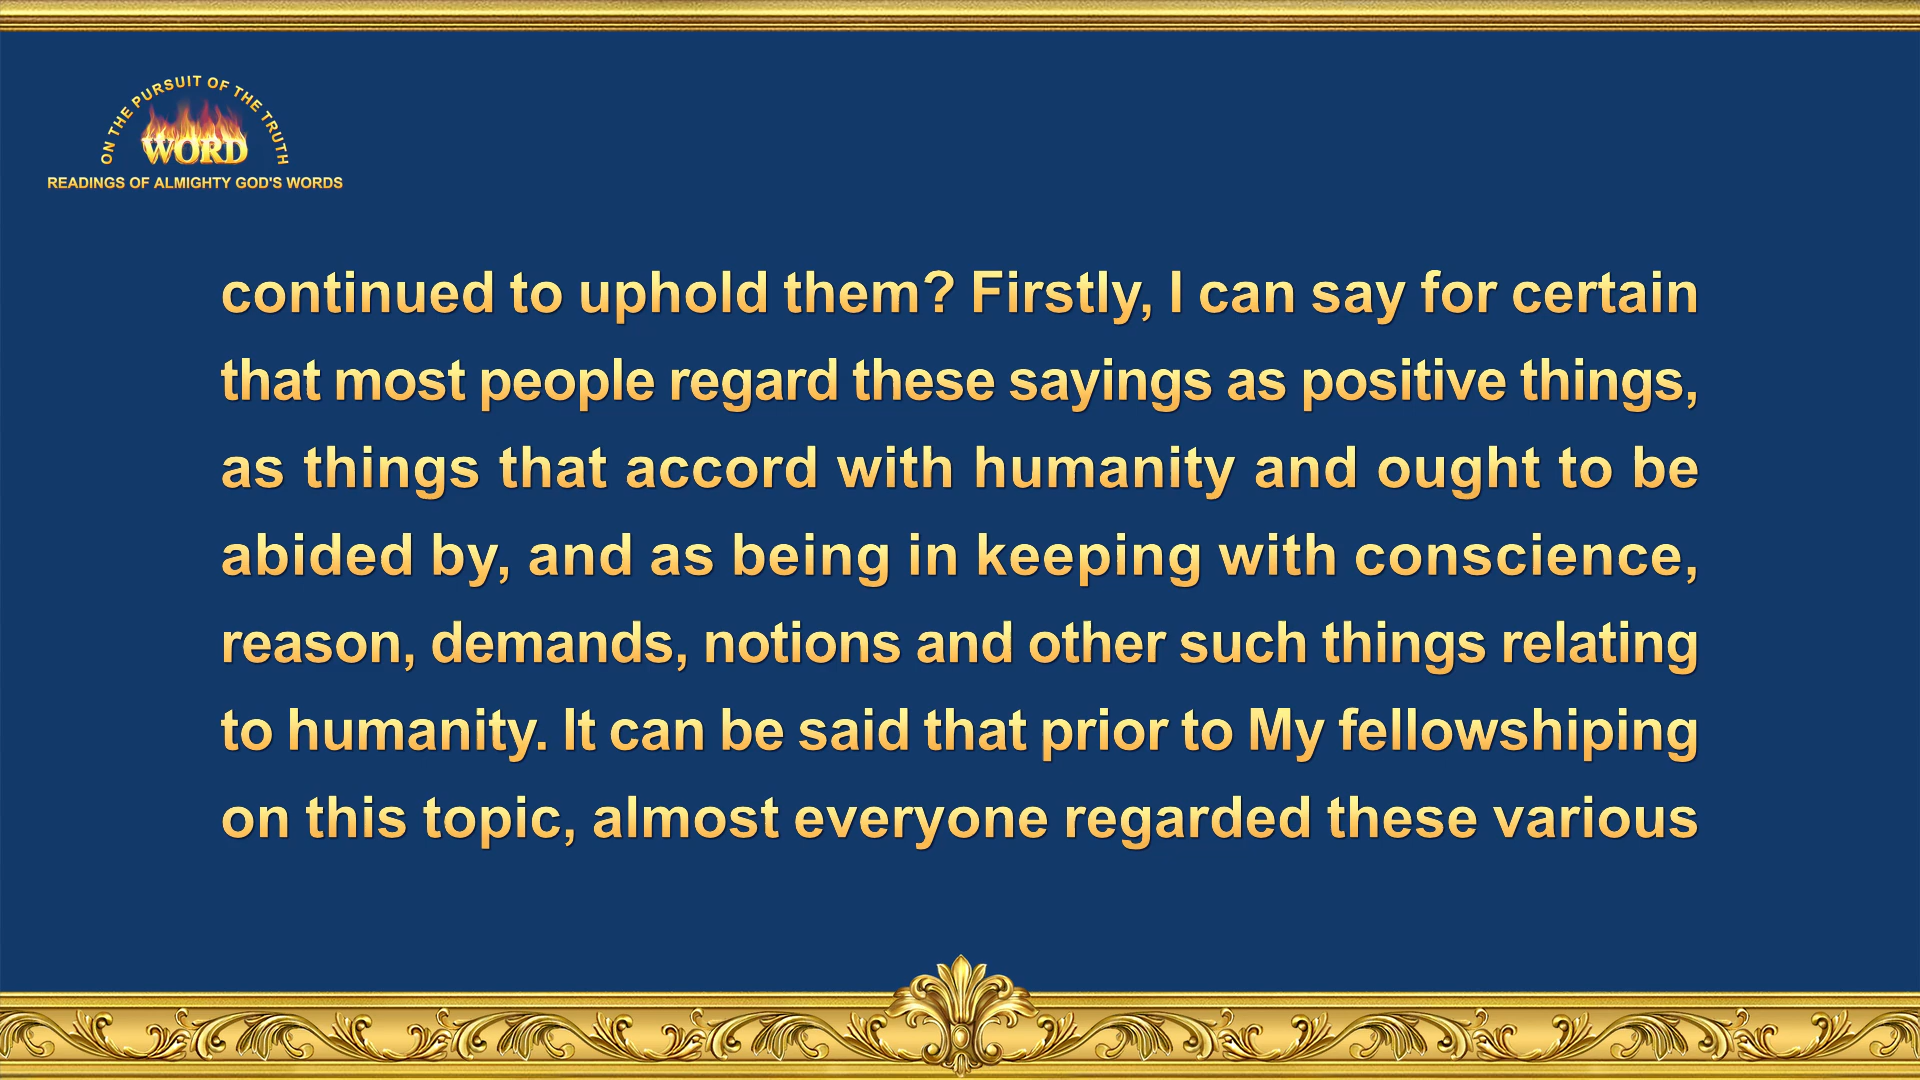 ON THE PURSUIT OF THE TRUTH
WORD
READINGS OF ALMIGHTY GOD'S WORDS
continued to uphold them? Firstly, I can say for certain
that most people regard these sayings as positive things,
as things that accord with humanity and ought to be
abided by, and as being in keeping with conscience,
reason, demands, notions and other such things relating
to humanity. It can be said that prior to My fellowshiping
on this topic, almost everyone regarded these various